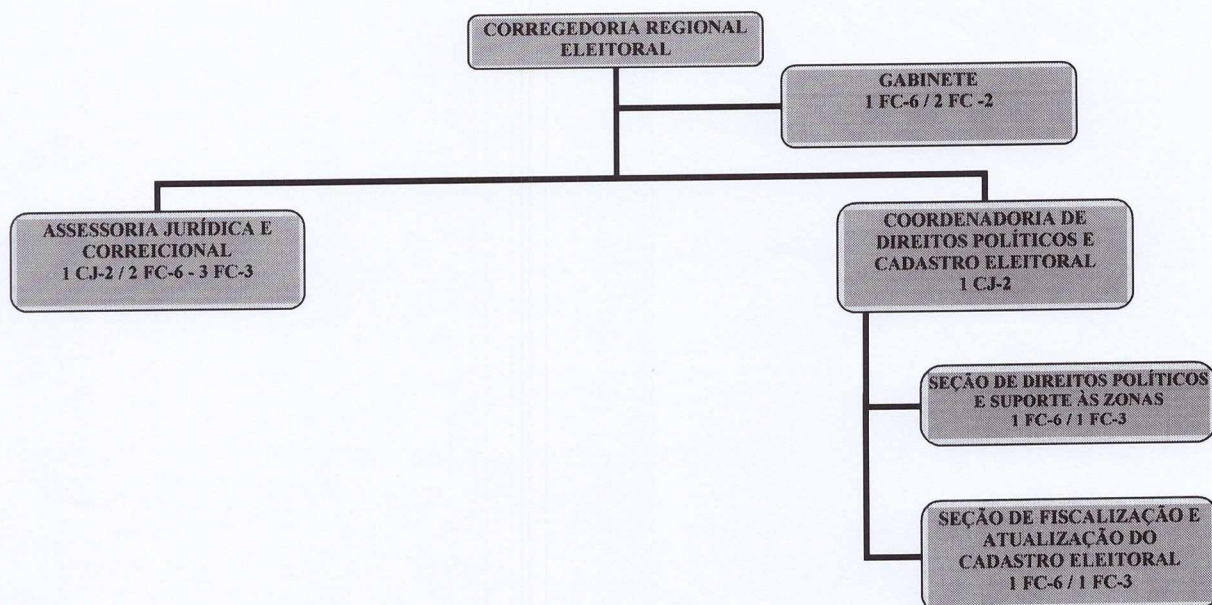 CORREGEDORIA REGIONAL
ELEITORAL
GABINETE
1 FC-6 / 2 FC -2
ASSESSORIA JURÍDICA E
CORREICIONAL
1 CJ-2 / 2 FC-6 - 3 FC-3
COORDENADORIA DE
DIREITOS POLÍTICOS E
CADASTRO ELEITORAL
1 CJ-2
SEÇÃO DE DIREITOS POLÍTICOS
E SUPORTE ÀS ZONAS
1 FC-6 / 1 FC-3
SEÇÃO DE FISCALIZAÇÃO E
ATUALIZAÇÃO DO
CADASTRO ELEITORAL
1 FC-6 / 1 FC-3